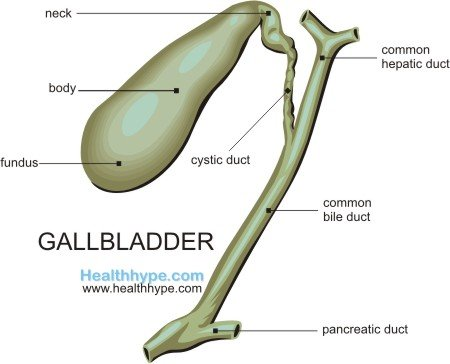 neck
common
hepatic duct
body
fundus
cystic duct
common
bile duct
GALLBLADDER
Healthhype.com
www.healthhype.com
pancreatic duct